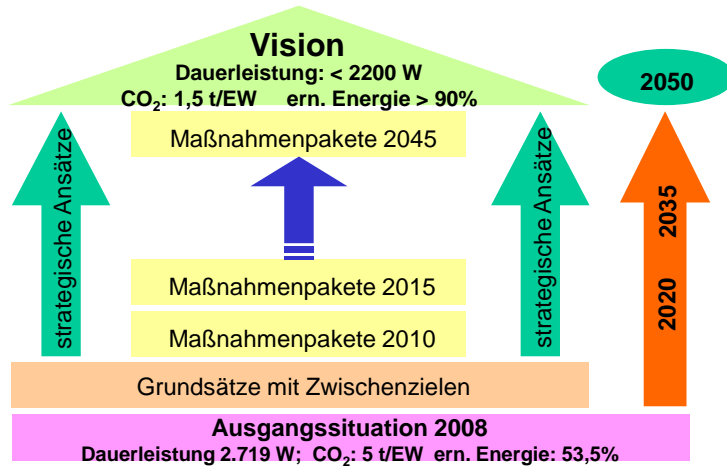 Vision
Dauerleistung: < 2200 W
CO₂: 1,5 t/EW ern. Energie > 90%
2050
Maßnahmenpakete 2045
strategische Ansätze
strategische Ansätze
2035
2020
Maßnahmenpakete 2015
Maßnahmenpakete 2010
Grundsätze mit Zwischenzielen
Ausgangssituation 2008
Dauerleistung 2.719 W; CO₂: 5 t/EW ern. Energie: 53,5%